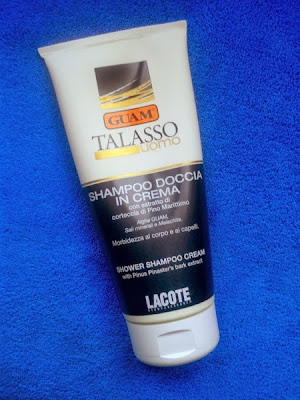 GUAM
TALASSO
uomo
SHAMPOO DOCCIA
IN CREMA
con estratto di
corteccia di Pino Marittimo
Alghe GUAM,
Sali minerali e Malachite.
Morbidezza al corpo e ai capelli.
SHOWER SHAMPOO CREAM
with Pinus Pinaster's bark extract
LACOTE